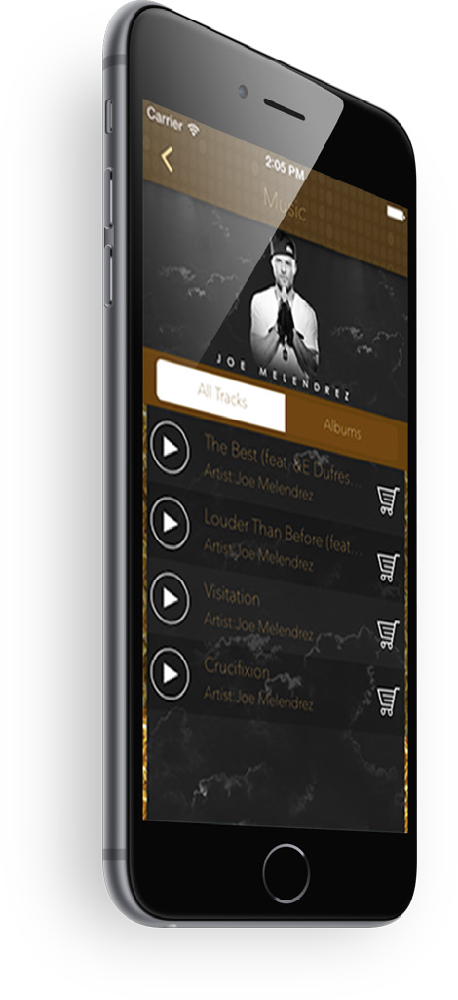 Carrier
2:05 PM
Music
JOE MELENDREZ
All Tracks
Albums
The Best (feat. &E Dufres...
Artist:Joe Melendrez
Louder Than Before (feat...
Artist:Joe Melendrez
Visitation
Artist:Joe Melendrez
Crucifixion
Artist:Joe Melendrez